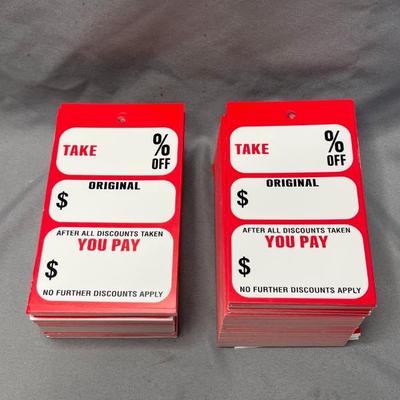 TAKE %
OFF
ORIGINAL
$
AFTER ALL DISCOUNTS TAKEN
YOU PAY
$
NO FURTHER DISCOUNTS APPLY
TAKE %
OFF
ORIGINAL
$
AFTER ALL DISCOUNTS TAKEN
YOU PAY
$
NO FURTHER DISCOUNTS APPLY